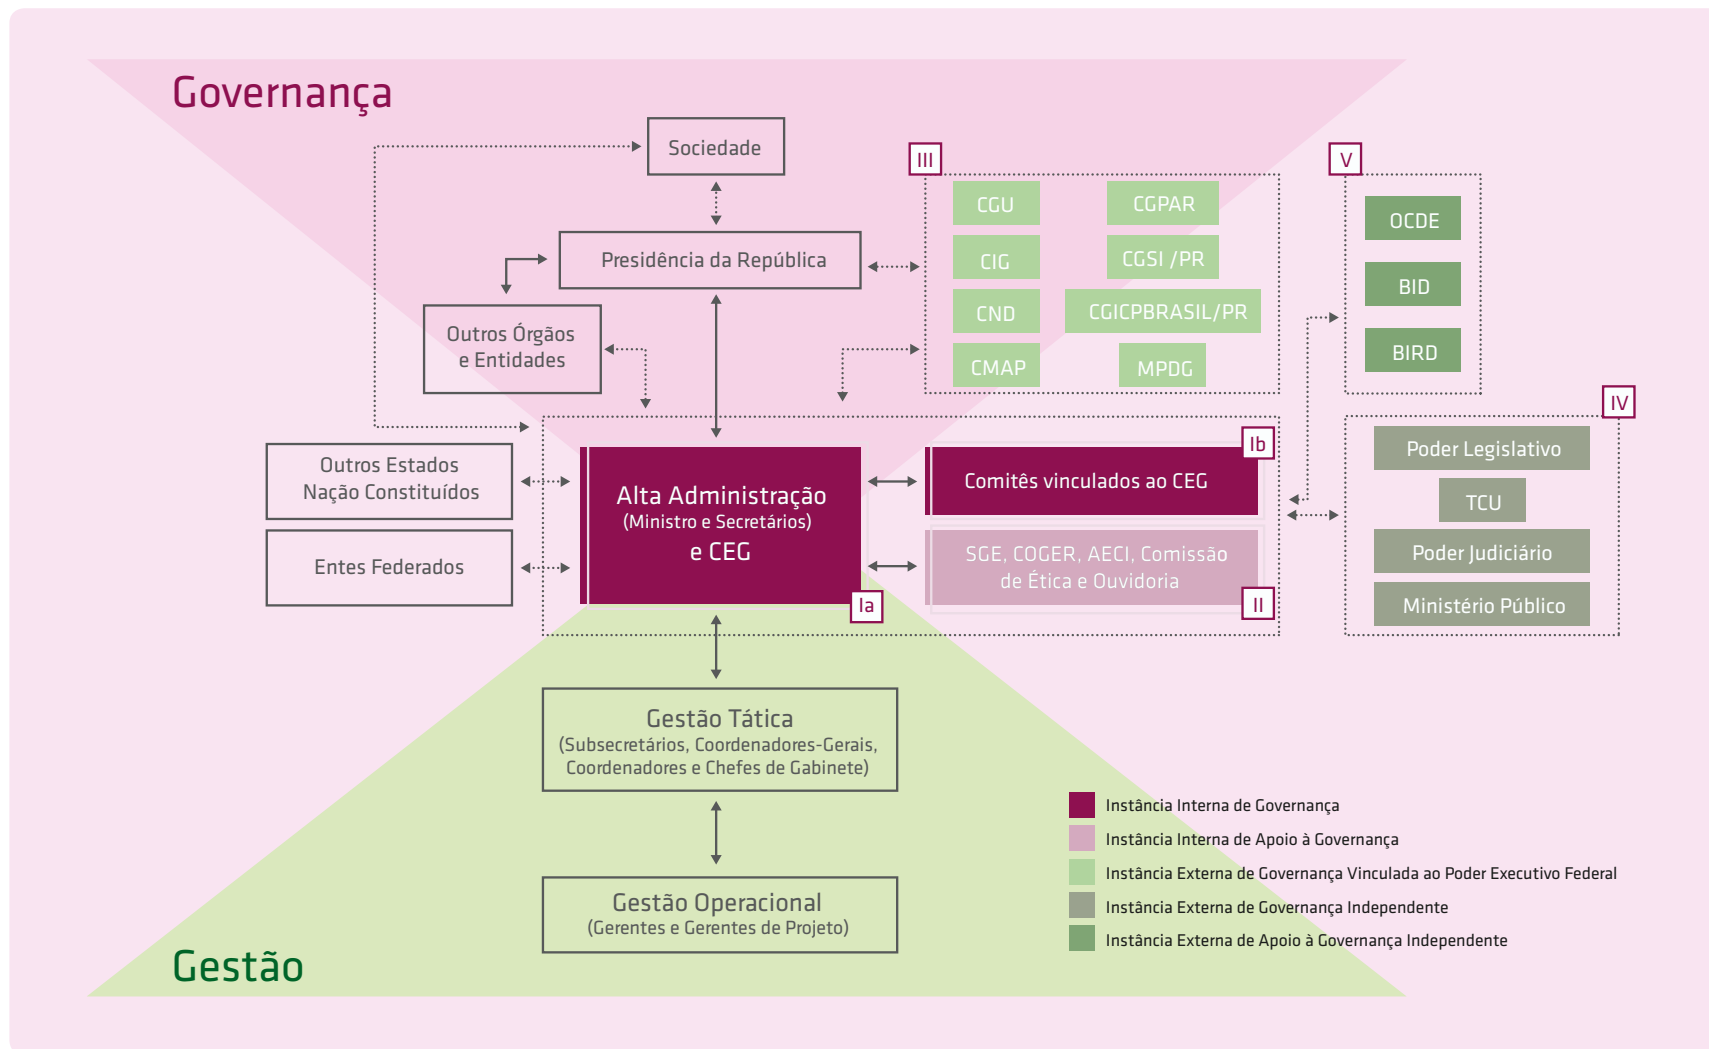 Governança
Sociedade
Presidência da República
Outros Órgãos
e Entidades
III
CGU
CGPAR
CIG
CGSI /PR
CND
CGICPBRASIL/PR
CMAP
MPDG
V
OCDE
BID
BIRD
IV
Poder Legislativo
TCU
Poder Judiciário
Ministério Público
Outros Estados
Nação Constituídos
Entes Federados
Alta Administração
(Ministro e Secretários)
e CEG
Ia
Ib
Comitês vinculados ao CEG
SGE, COGER, AECI, Comissão
de Ética e Ouvidoria
II
Gestão Tática
(Subsecretários, Coordenadores-Gerais,
Coordenadores e Chefes de Gabinete)
Gestão Operacional
(Gerentes e Gerentes de Projeto)
Gestão
Instância Interna de Governança
Instância Interna de Apoio à Governança
Instância Externa de Governança Vinculada ao Poder Executivo Federal
Instância Externa de Governança Independente
Instância Externa de Apoio à Governança Independente